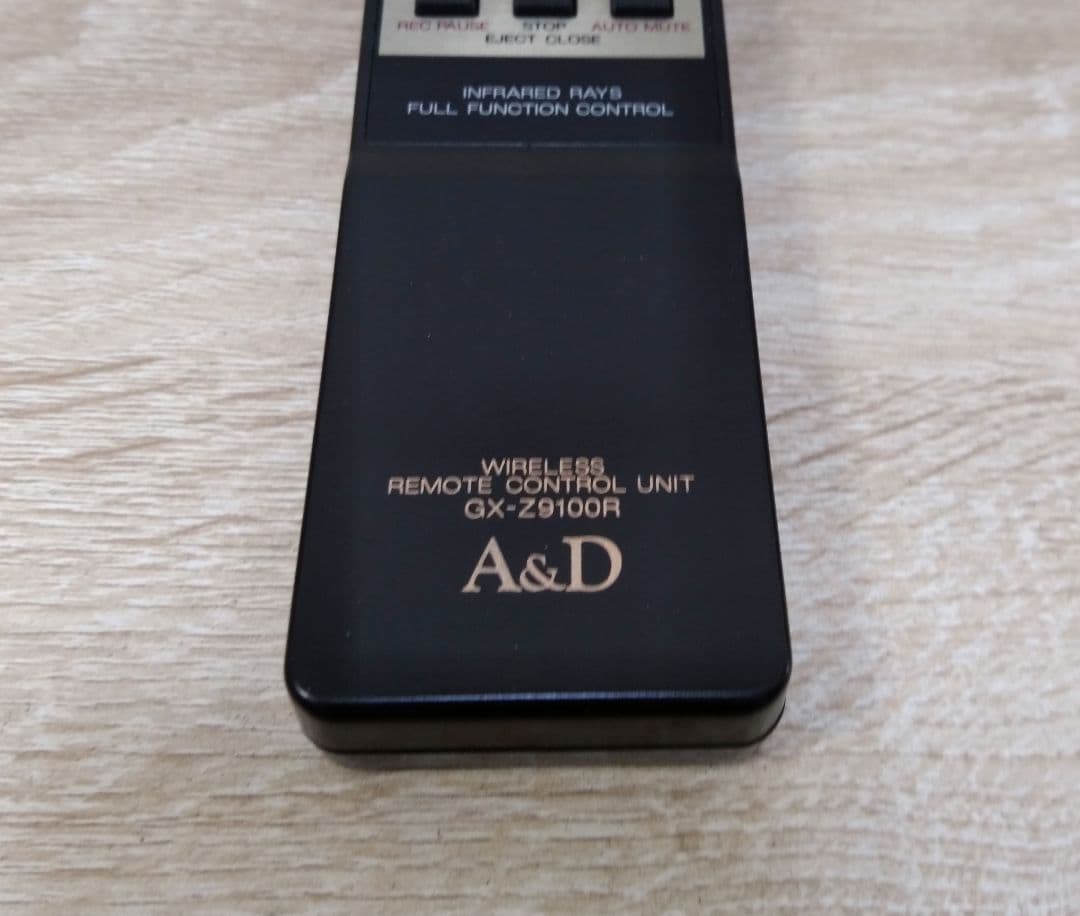 REC PAUSE STOP AUTO MUTE
EJECT CLOSE
INFRARED RAYS
FULL FUNCTION CONTROL
WIRELESS
REMOTE CONTROL UNIT
GX-Z9100R
A&D